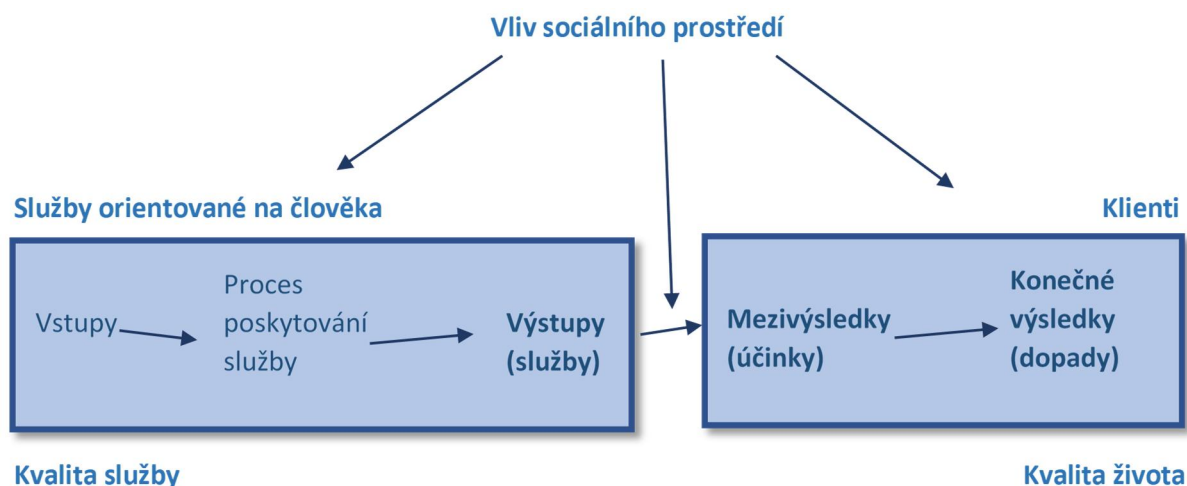 Vliv sociálního prostředí
Služby orientované na člověka
Klienti
Vstupy
Proces
poskytování
služby
Výstupy
(služby)
Mezivýsledky
(účinky)
Konečné
výsledky
(dopady)
Kvalita služby
Kvalita života